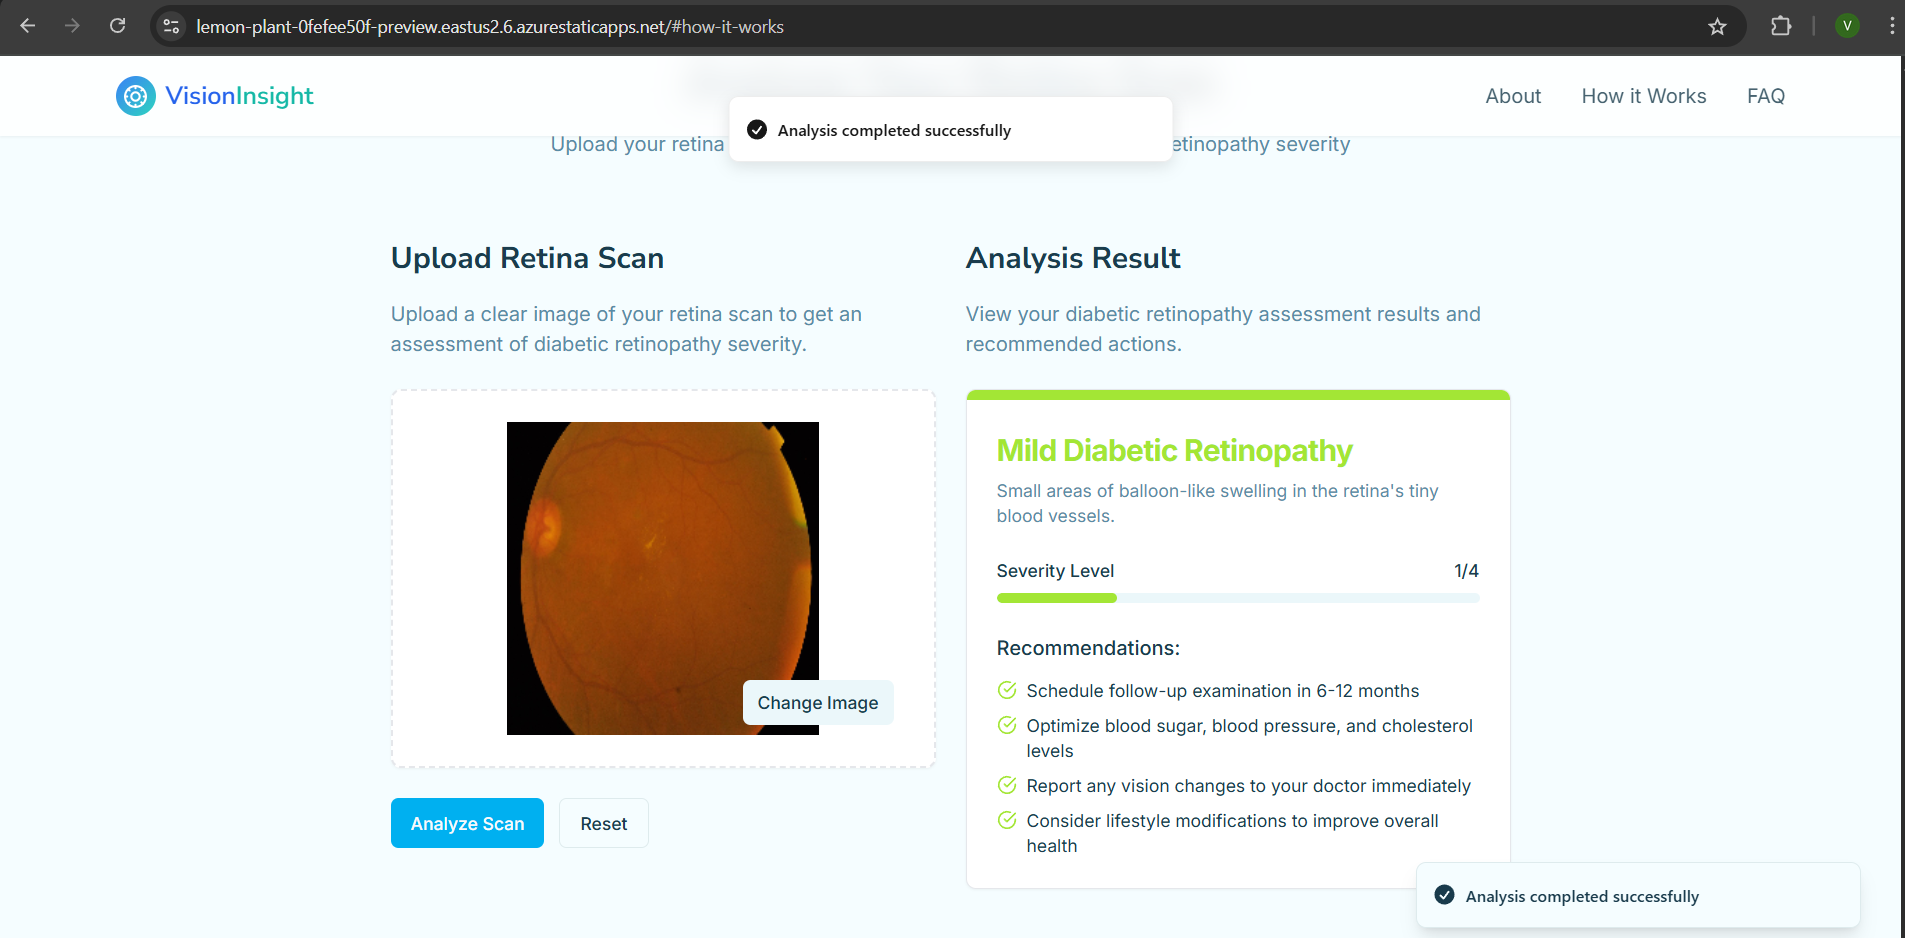 lemon-plant-0fefee50f-preview.eastus2.6.azurestaticapps.net/#how-it-works
V
VisionInsight
About
How it Works
FAQ
Analysis completed successfully
Upload your retina
etinopathy severity
Upload Retina Scan
Upload a clear image of your retina scan to get an
assessment of diabetic retinopathy severity.
Change Image
Analyze Scan
Reset
Analysis Result
View your diabetic retinopathy assessment results and
recommended actions.
Mild Diabetic Retinopathy
Small areas of balloon-like swelling in the retina's tiny
blood vessels.
Severity Level
1/4
Recommendations:
Schedule follow-up examination in 6-12 months
Optimize blood sugar, blood pressure, and cholesterol
levels
Report any vision changes to your doctor immediately
Consider lifestyle modifications to improve overall
health
Analysis completed successfully